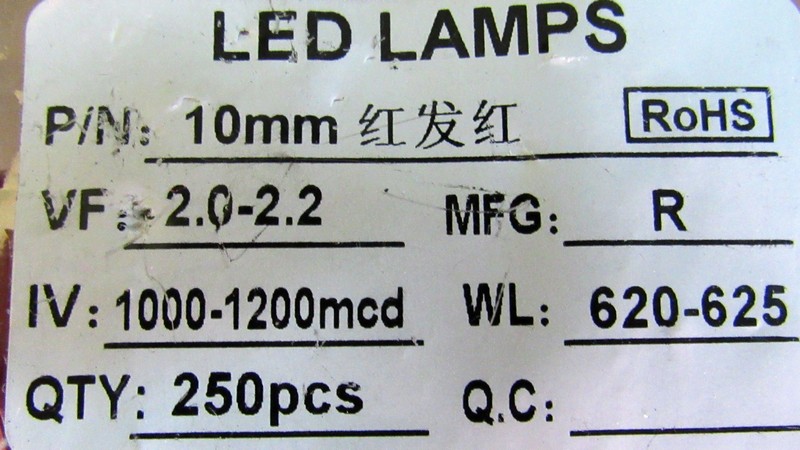 LED LAMPS
P/N: 10mm 红发红 RoHS
VF: 2.0-2.2 MFG: R
IV: 1000-1200mcd WL: 620-625
QTY: 250pcs Q.C: